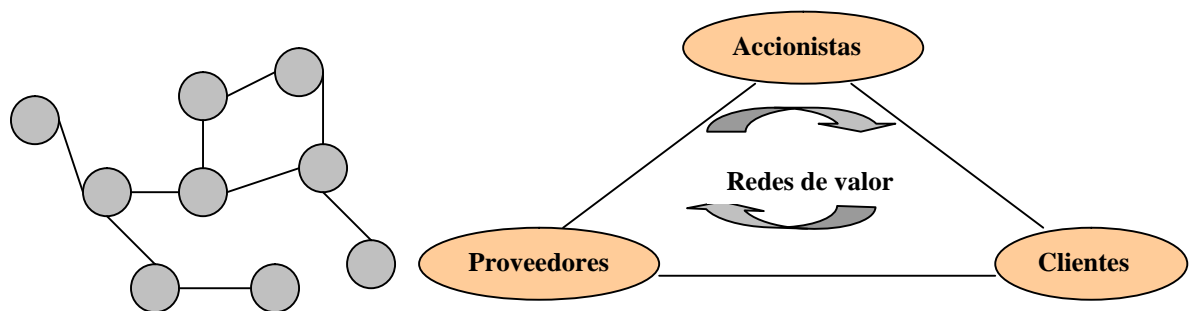 Accionistas
Redes de valor
Proveedores
Clientes